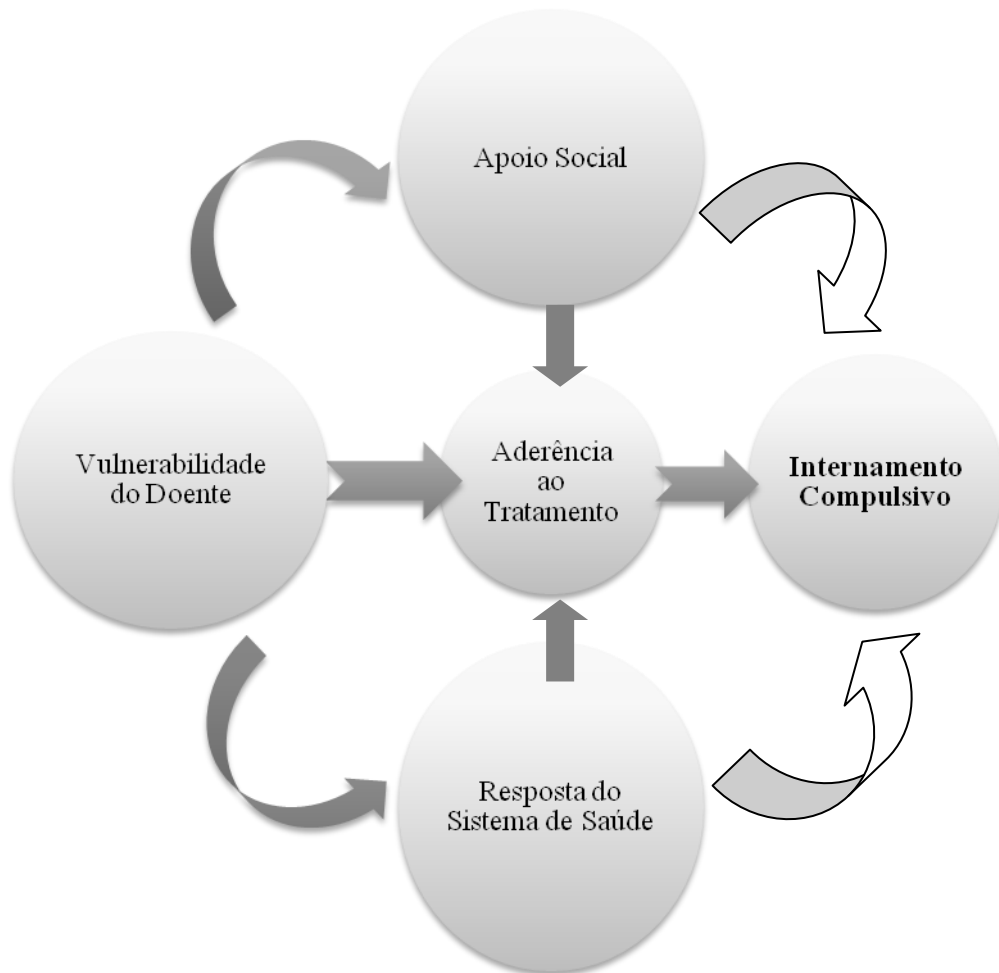 Apoio Social
Vulnerabilidade
do Doente
Aderência
ao
Tratamento
Internamento
Compulsivo
Resposta do
Sistema de Saúde